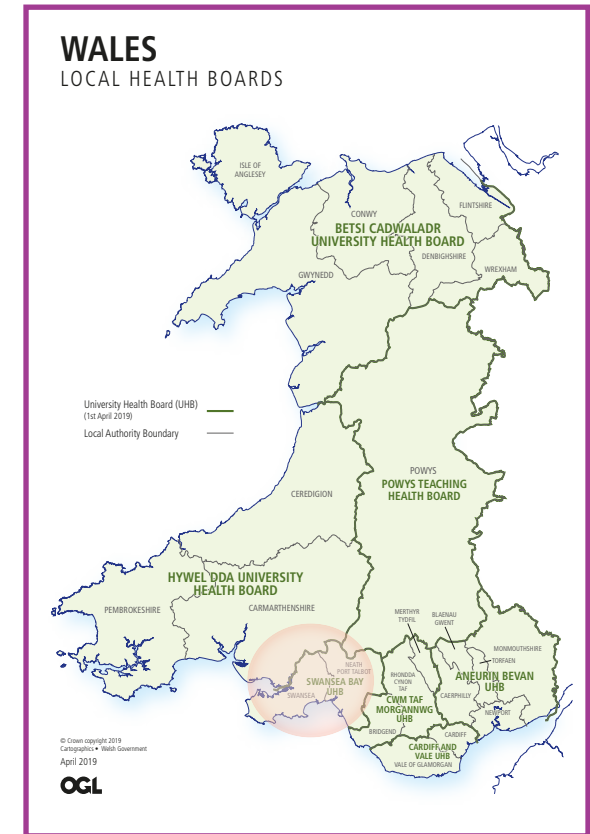 WALES
LOCAL HEALTH BOARDS
ISLE OF
ANGLESEY
FLINTSHIRE
CONWY
BETSI CADWALADR
UNIVERSITY HEALTH BOARD
DENBIGHSHIRE
WREXHAM
GWYNEDD
University Health Board (UHB)
(1st April 2019)
Local Authority Boundary
POWYS
POWYS TEACHING
HEALTH BOARD
CEREDIGION
HYWEL DDA UNIVERSITY
HEALTH BOARD
PEMBROKESHIRE
CARMARTHENSHIRE
MERTHYR
TYDFIL
BLAENAU
GWENT
MONMOUTHSHIRE
TORFAEN
NEATH
PORT TALBOT
SWANSEA BAY
UHB
SWANSEA
RHONDDA
CYNON
TAF
ANEURIN BEVAN
UHB
CAERPHILLY
CWM TAF
MORGANNWG
UHB
NEWPORT
BRIDGEND
CARDIFF
CARDIFF AND
VALE UHB
VALE OF GLAMORGAN
© Crown copyright 2019
Cartographics • Welsh Government
April 2019
OGL